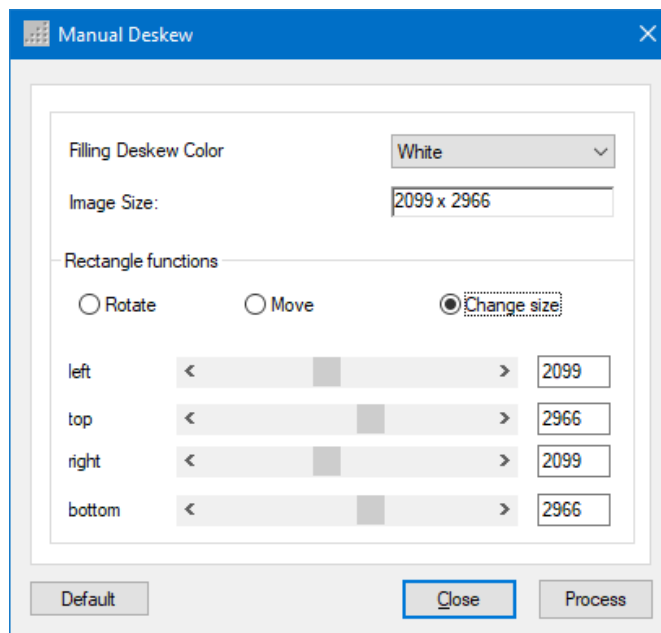 Manual Deskew
Filling Deskew Color White
Image Size: 2099 x 2966
Rectangle functions
Rotate Move Change size
left 2099
top 2966
right 2099
bottom 2966
Default Close Process